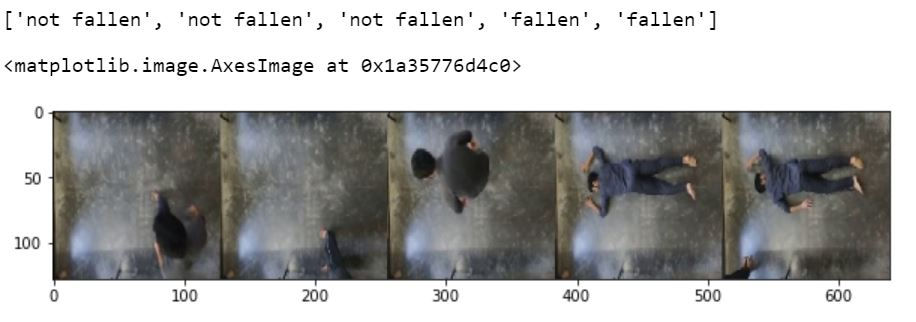 ['not fallen', 'not fallen', 'not fallen', 'fallen', 'fallen']
<matplotlib.image.AxesImage at 0x1a35776d4c0>
0
50
100
0 100 200 300 400 500 600